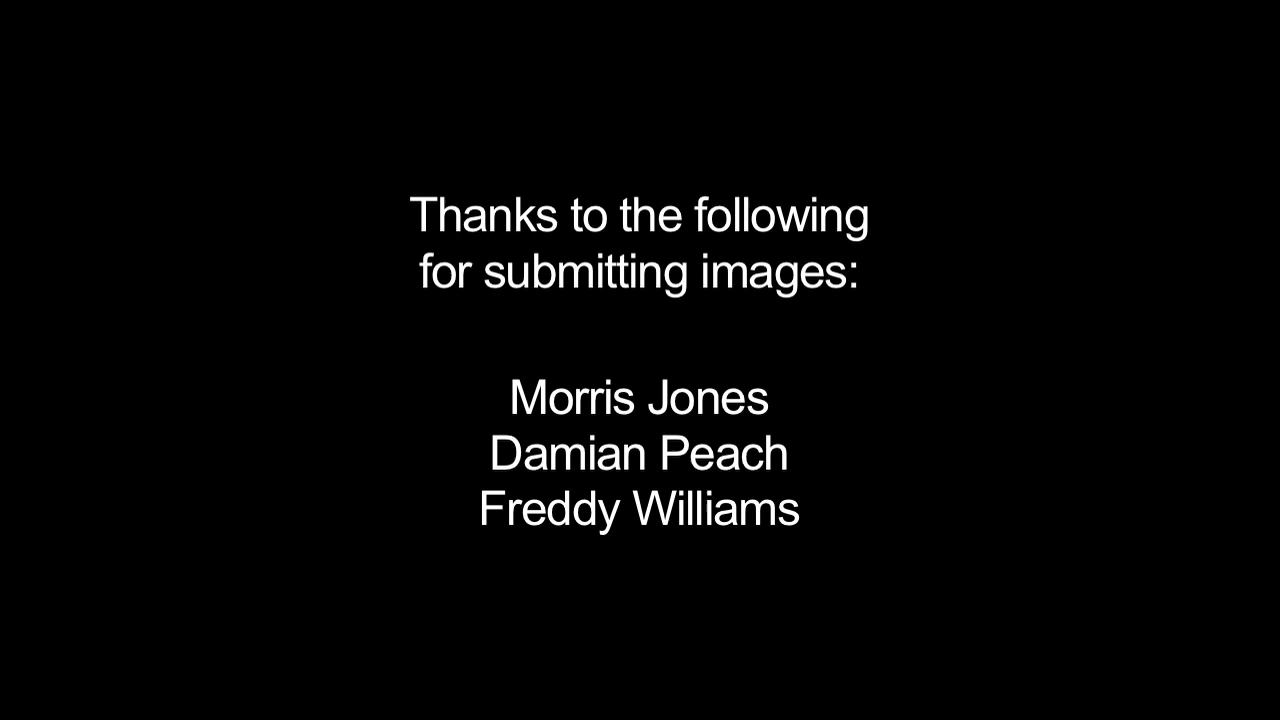 Thanks to the following
for submitting images:
Morris Jones
Damian Peach
Freddy Williams